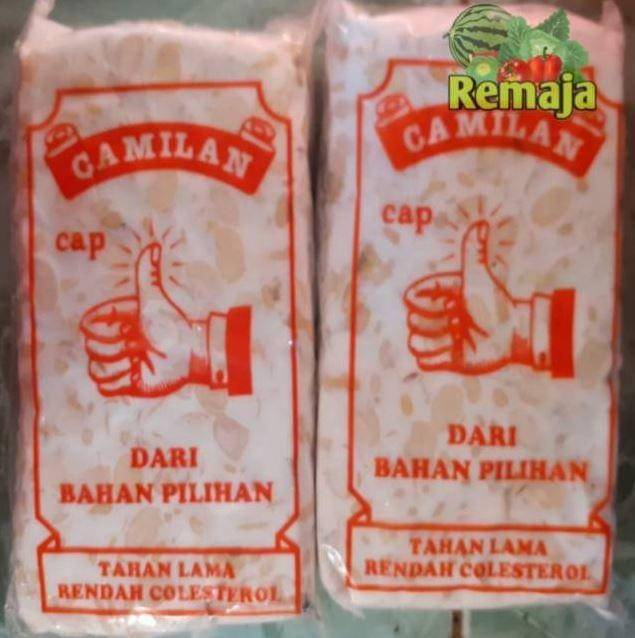 CAMILAN
cap
DARI
BAHAN PILIHAN
TAHAN LAMA
RENDAH COLESTEROL
Remaja
CAMILAN
cap
DARI
BAHAN PILIHAN
TAHAN LAMA
RENDAH COLESTEROL